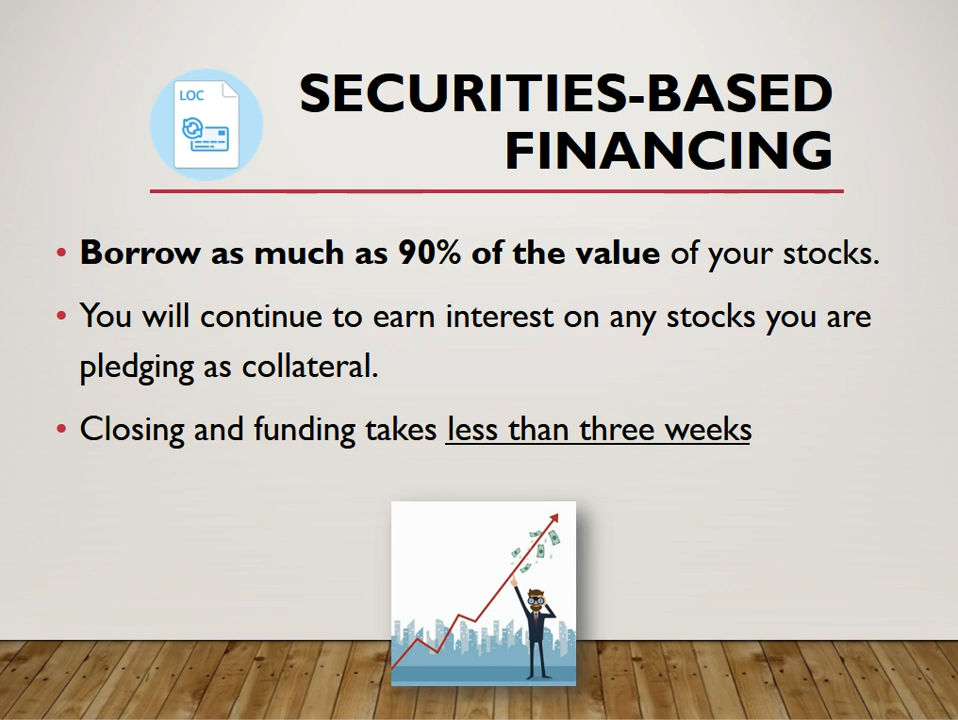 LOC
SECURITIES-BASED
FINANCING
• Borrow as much as 90% of the value of your stocks.
• You will continue to earn interest on any stocks you are
pledging as collateral.
• Closing and funding takes less than three weeks